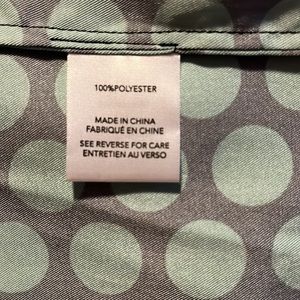 100%POLYESTER
MADE IN CHINA
FABRIQUÉ EN CHINE
SEE REVERSE FOR CARE
ENTRETIEN AU VERSO